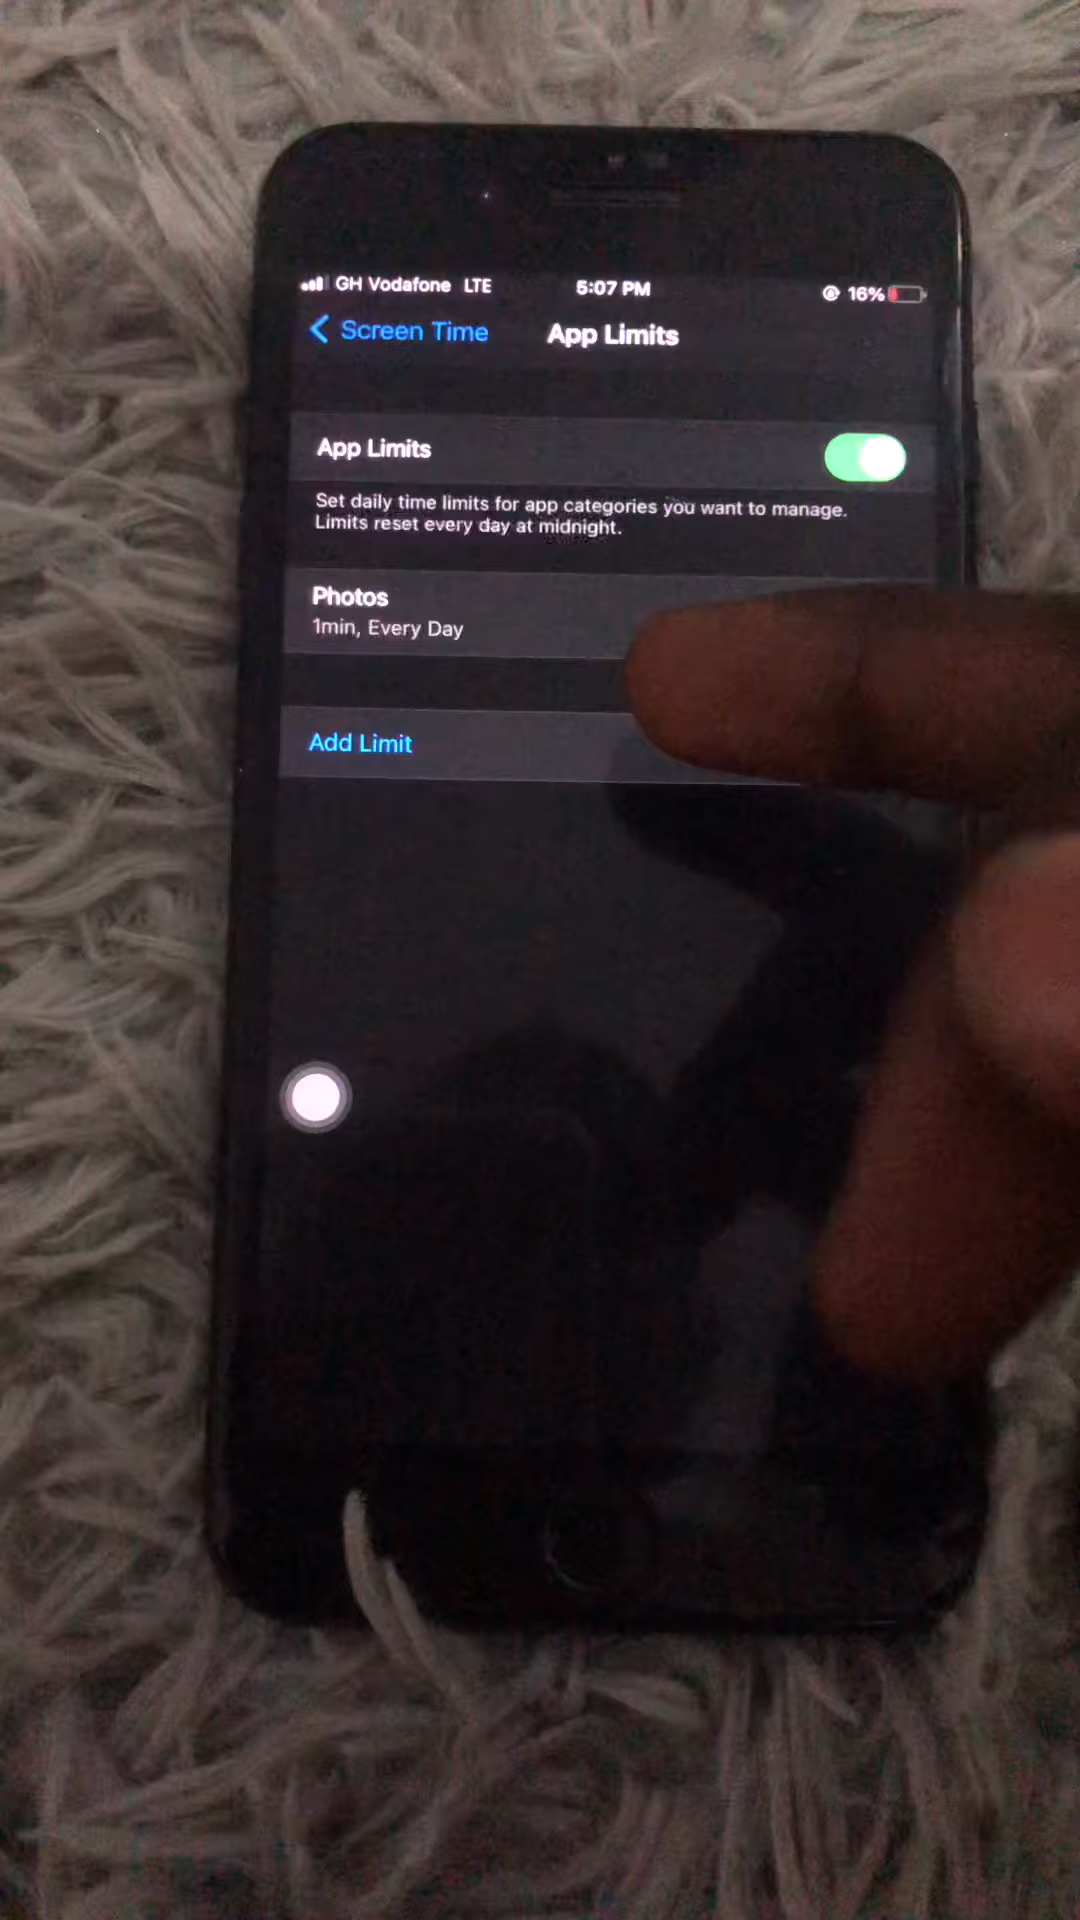 GH Vodafone LTE 5:07 PM 16%
Screen Time App Limits
App Limits
Set daily time limits for app categories you want to manage.
Limits reset every day at midnight.
Photos
1min, Every Day
Add Limit